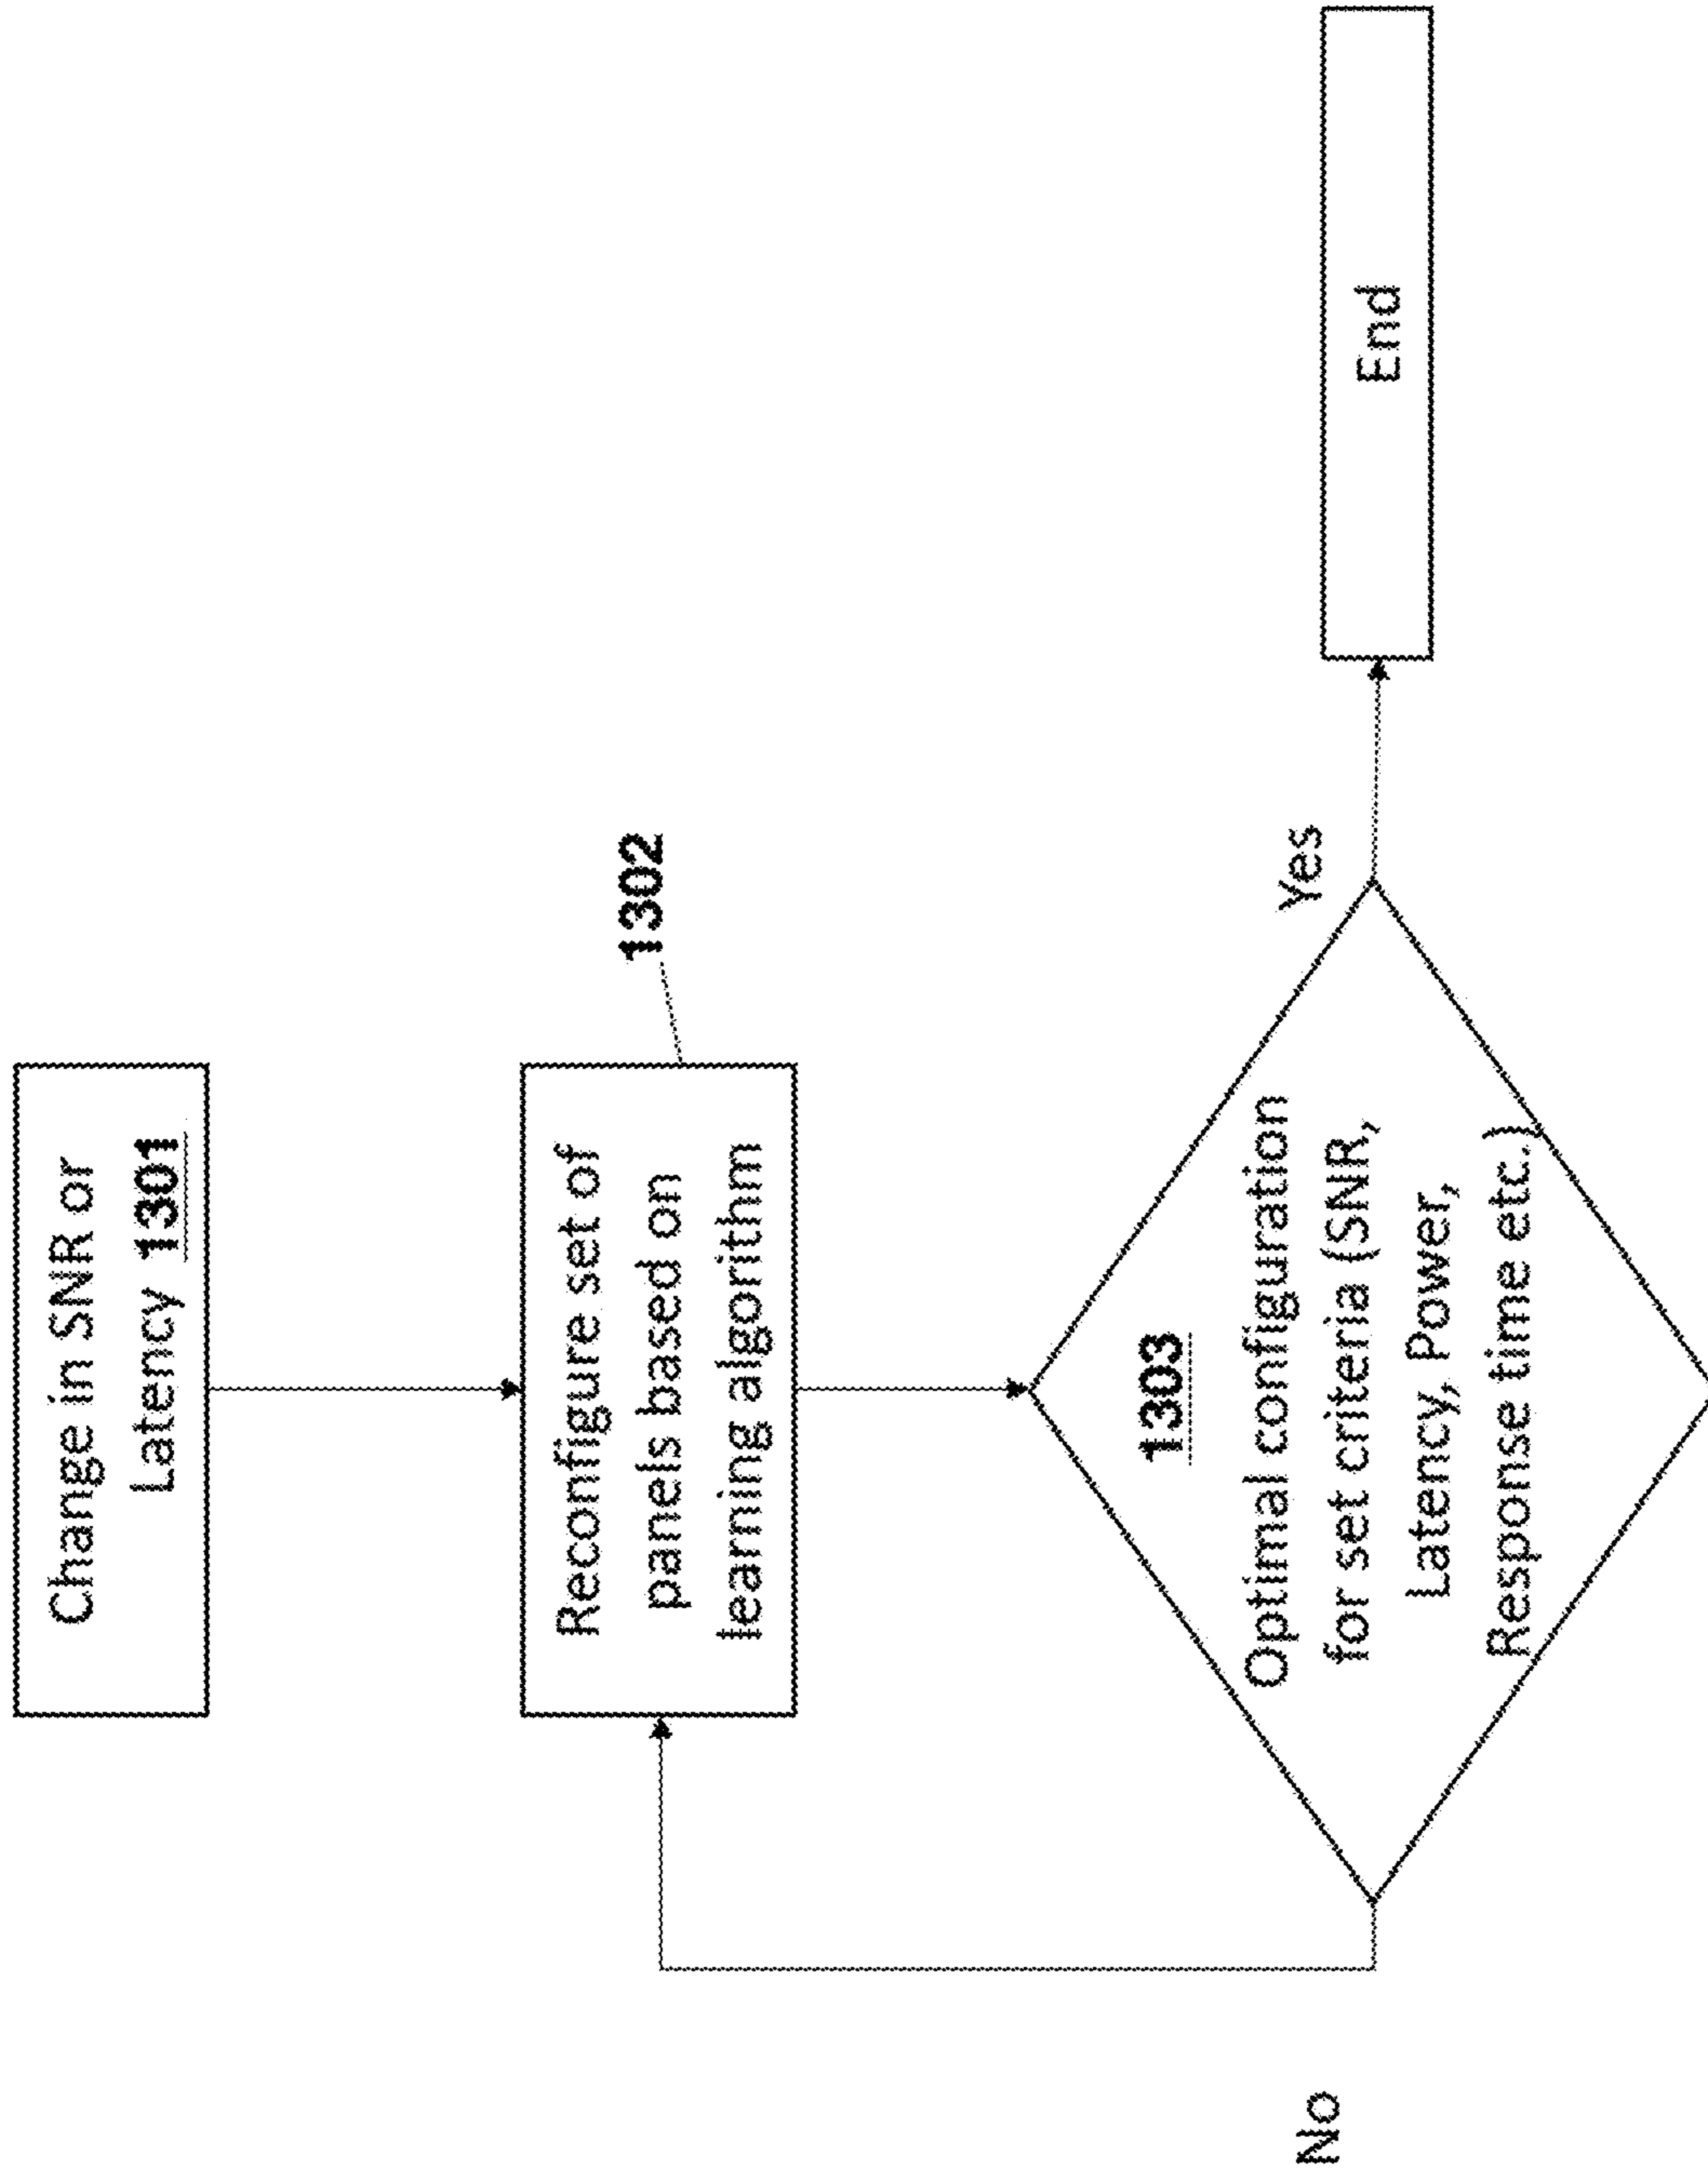 Change in SNR or
Latency 1301
Reconfigure set of
panels based on
learning algorithm
1302
1303
Optimal configuration
for set criteria (SNR,
Latency, Power,
Response time etc.)
Yes
End
No